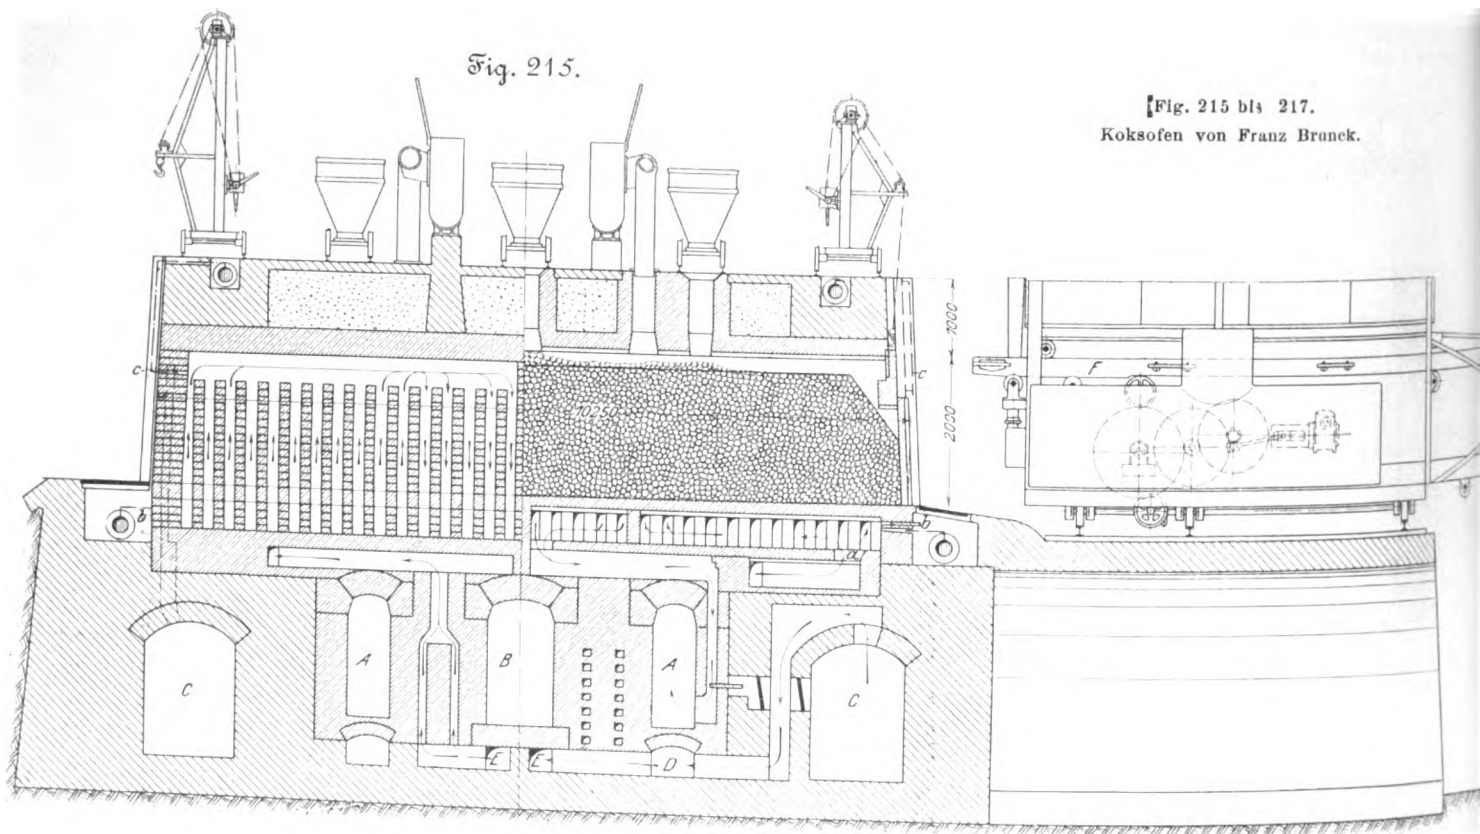 Fig. 215.
Fig. 215 bis 217.
Koksofen von Franz Brunck.
1000
c
c
F
10250
2000
b
b
a
A
B
A
C
C
E
E
D